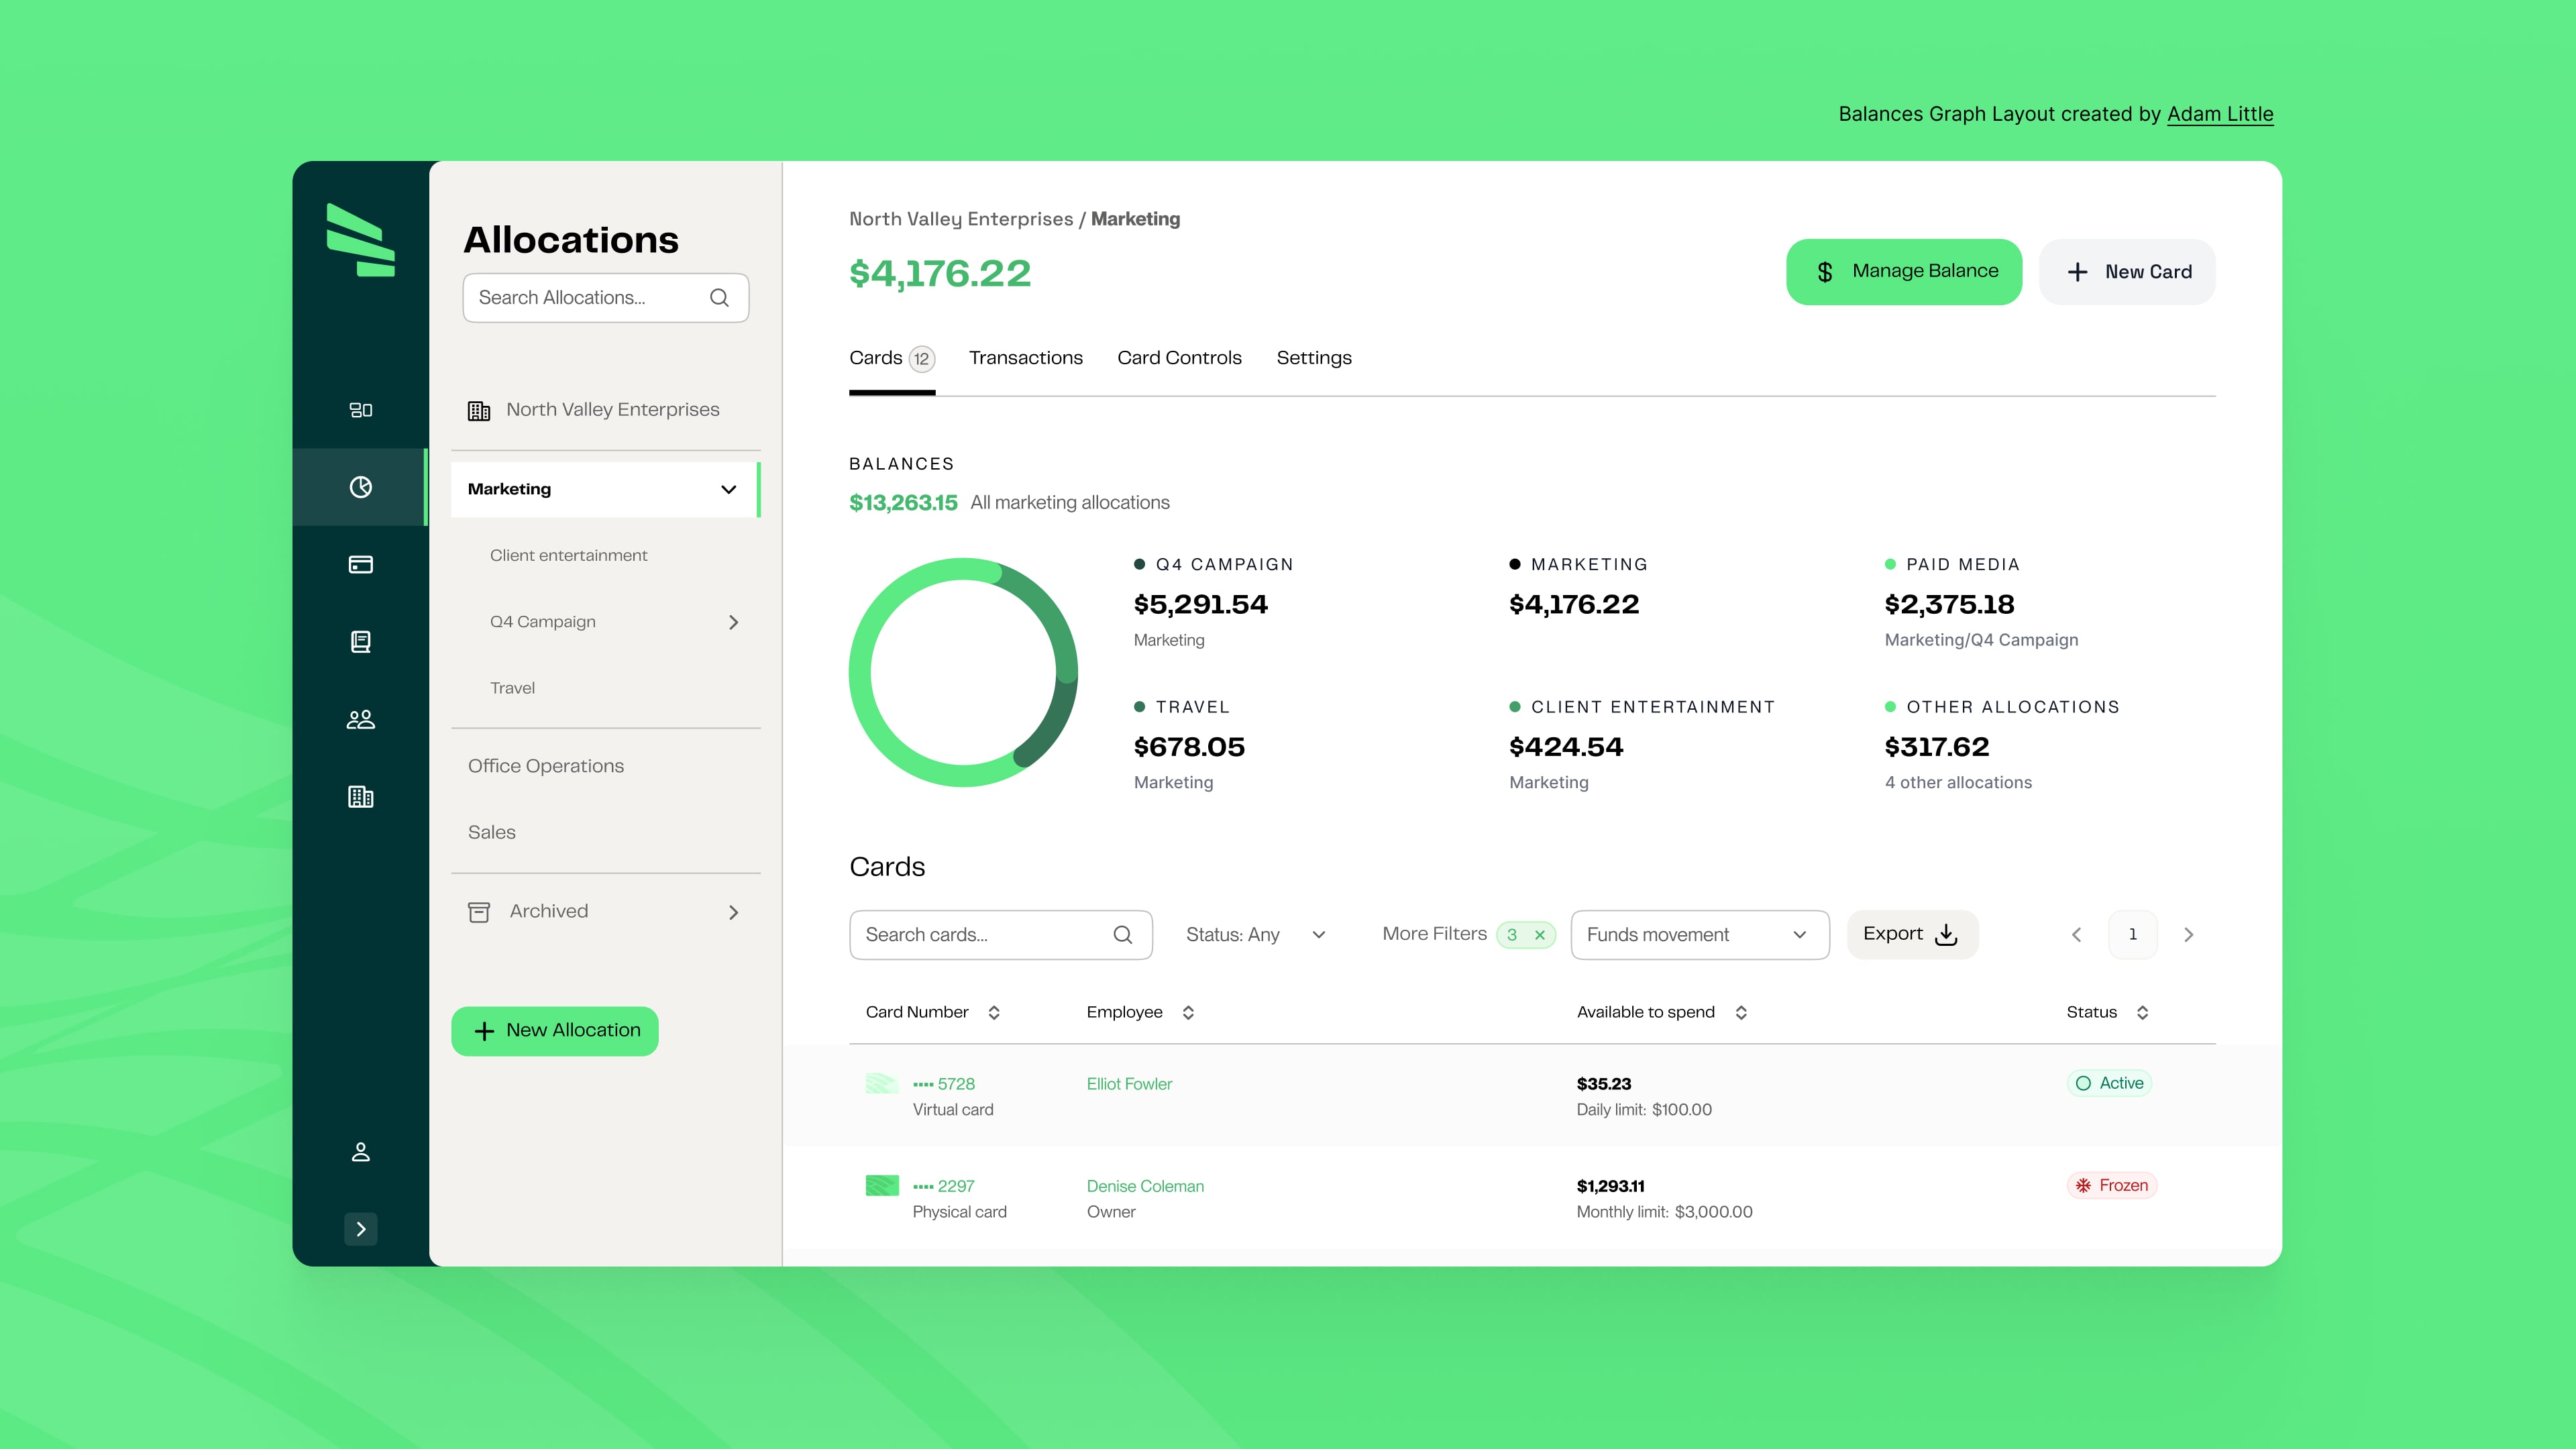 Balances Graph Layout created by Adam Little
Allocations
Search Allocations...
North Valley Enterprises
Marketing
Client entertainment
Q4 Campaign
Travel
Office Operations
Sales
Archived
New Allocation
North Valley Enterprises / Marketing
$4,176.22
Manage Balance
New Card
Cards 12 Transactions Card Controls Settings
BALANCES
$13,263.15 All marketing allocations
Q4 CAMPAIGN
$5,291.54
Marketing
MARKETING
$4,176.22
PAID MEDIA
$2,375.18
Marketing/Q4 Campaign
TRAVEL
$678.05
Marketing
CLIENT ENTERTAINMENT
$424.54
Marketing
OTHER ALLOCATIONS
$317.62
4 other allocations
Cards
Search cards... Status: Any More Filters 3 × Funds movement Export 1
Card Number Employee Available to spend Status
•••• 5728 Elliot Fowler $35.23 Active
Virtual card Daily limit: $100.00
•••• 2297 Denise Coleman $1,293.11 Frozen
Physical card Owner Monthly limit: $3,000.00